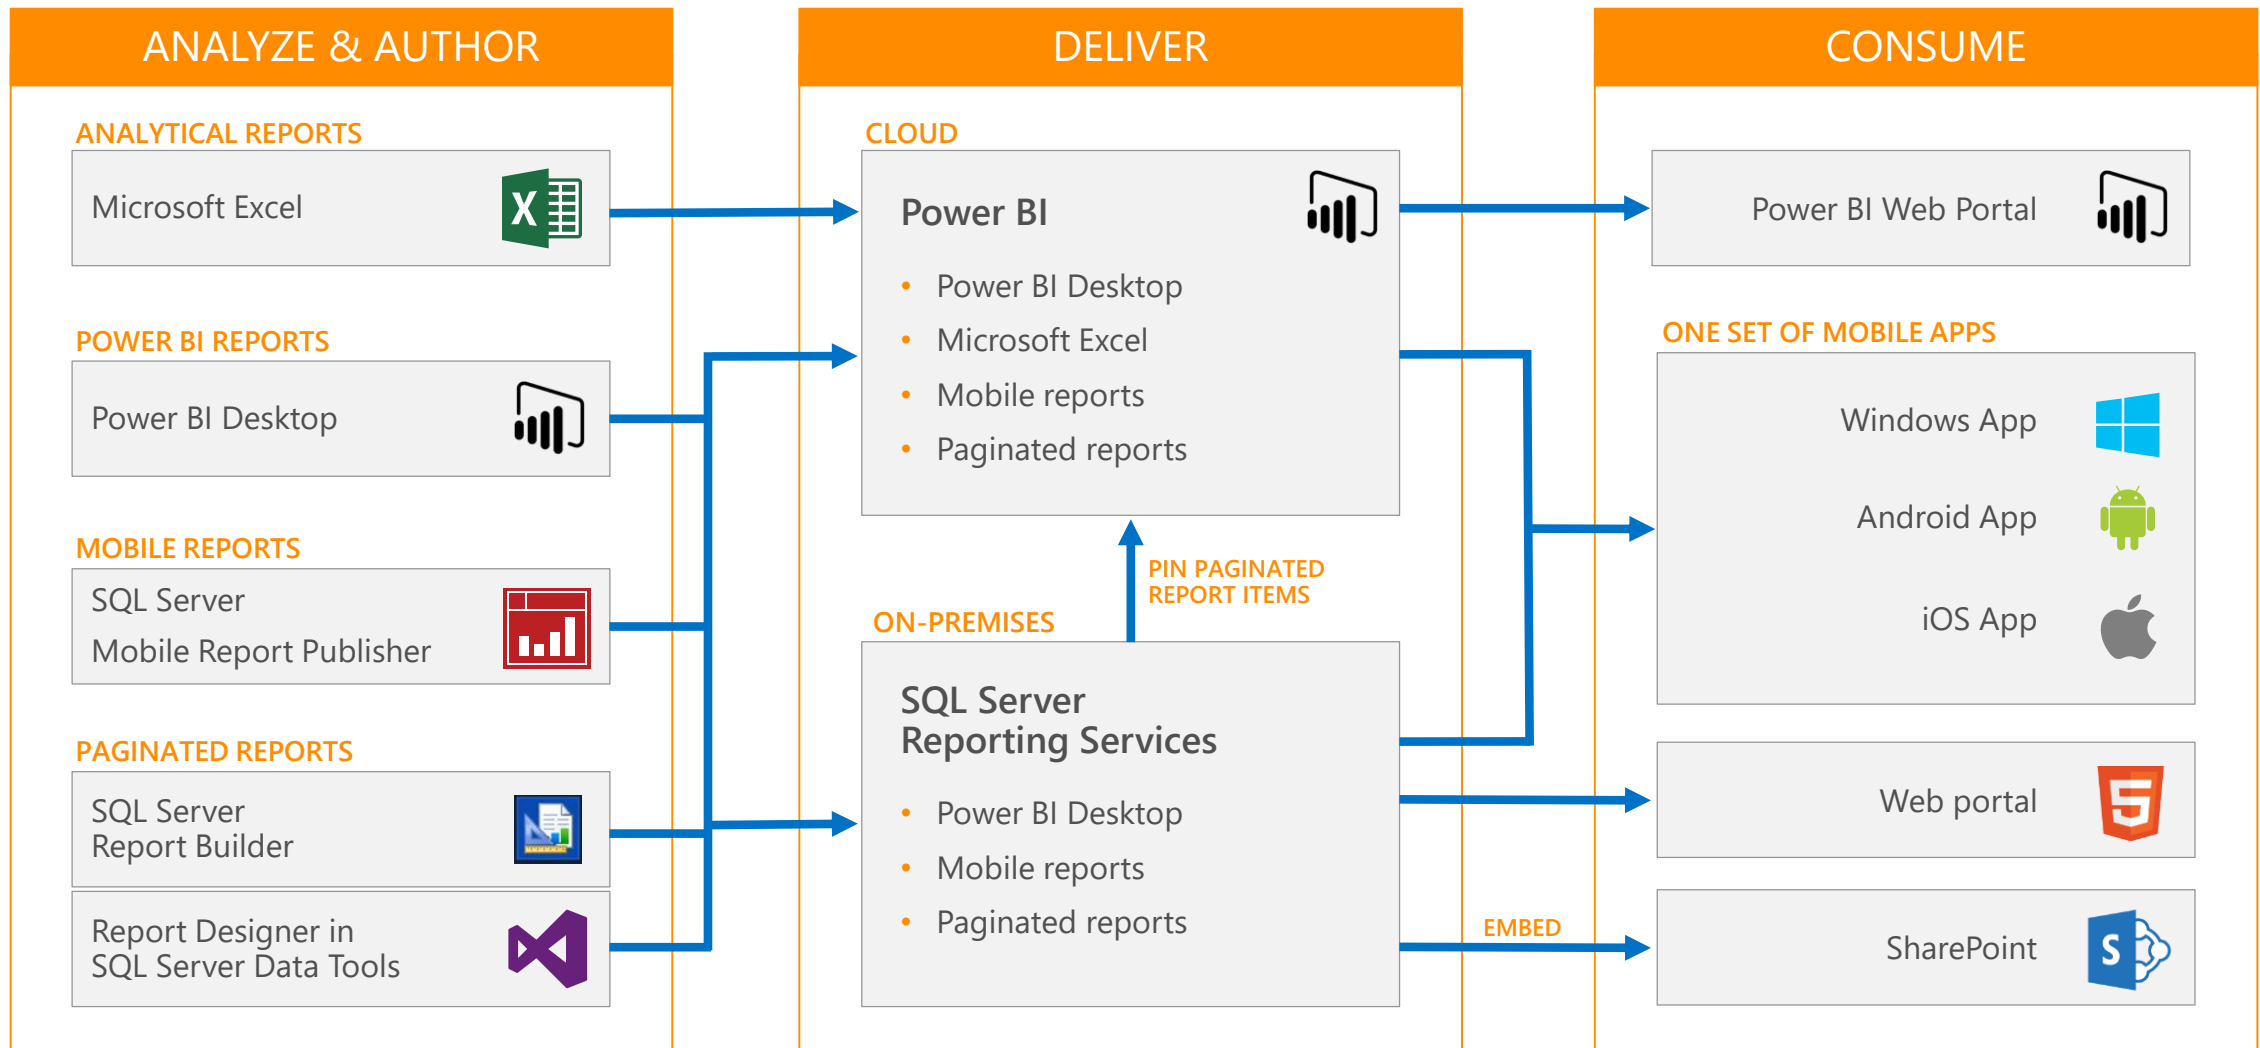 ANALYZE & AUTHOR
ANALYTICAL REPORTS
Microsoft Excel
X
POWER BI REPORTS
Power BI Desktop
MOBILE REPORTS
SQL Server
Mobile Report Publisher
PAGINATED REPORTS
SQL Server
Report Builder
Report Designer in
SQL Server Data Tools
DELIVER
CLOUD
Power BI
• Power BI Desktop
• Microsoft Excel
• Mobile reports
• Paginated reports
PIN PAGINATED
REPORT ITEMS
ON-PREMISES
SQL Server
Reporting Services
• Power BI Desktop
• Mobile reports
• Paginated reports
EMBED
CONSUME
Power BI Web Portal
ONE SET OF MOBILE APPS
Windows App
Android App
iOS App
Web portal
5
SharePoint
S